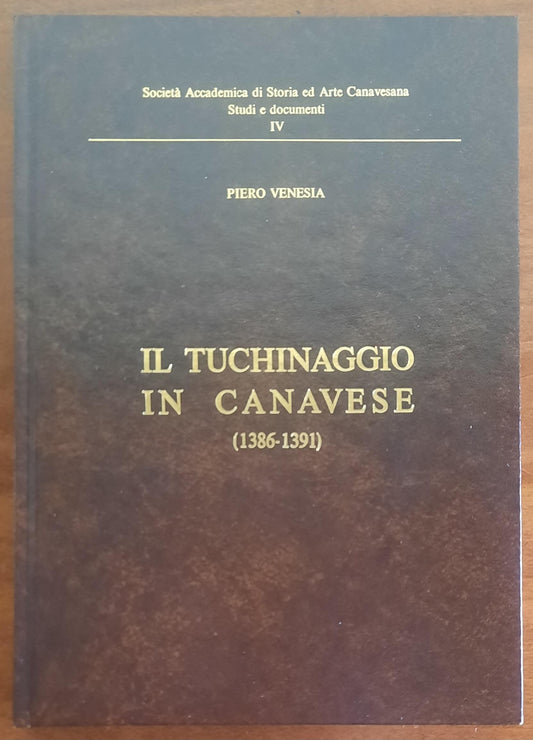 Società Accademica di Storia ed Arte Canavesana
Studi e documenti
IV
PIERO VENESIA
IL TUCHINAGGIO
IN CANAVESE
(1386-1391)